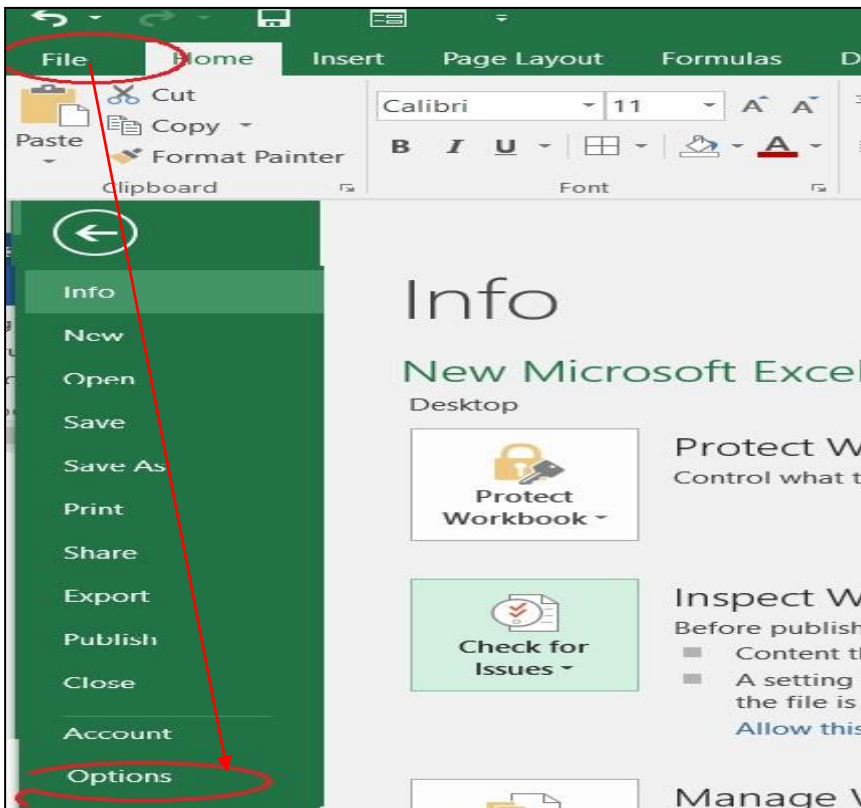 File Home Insert Page Layout Formulas D
Cut
Calibri 11 A A
Copy
Paste
B I U A
Format Painter
Clipboard Font
Info
Info
New
New Microsoft Excel
Open
Desktop
Save
Protect W
Save As
Control what t
Protect
Workbook
Print
Share
Export
Inspect W
Before publish
Publish
Check for
Issues
Content th
Close
A setting
the file is
Account
Allow this
Options
Manage V